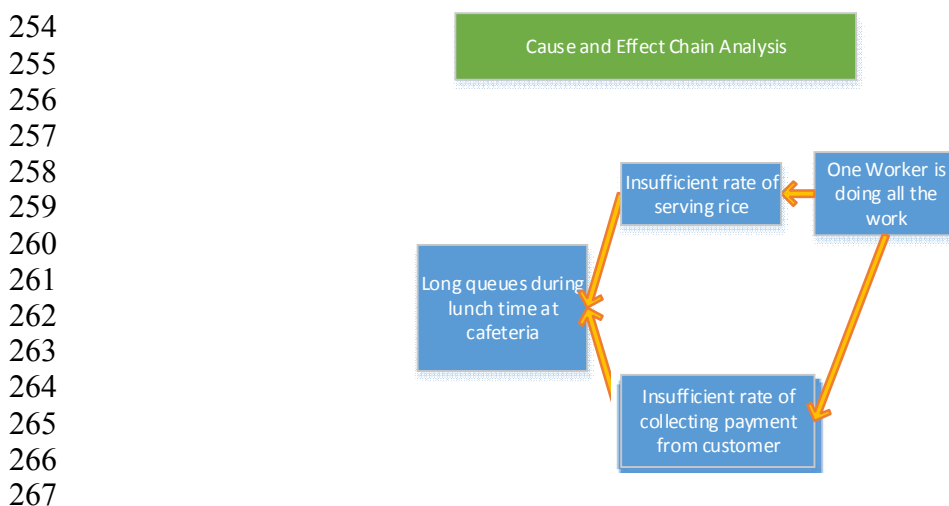 254
255
256
257
258
259
260
261
262
263
264
265
266
267
Cause and Effect Chain Analysis
Insufficient rate of
serving rice
One Worker is
doing all the
work
Long queues during
lunch time at
cafeteria
Insufficient rate of
collecting payment
from customer